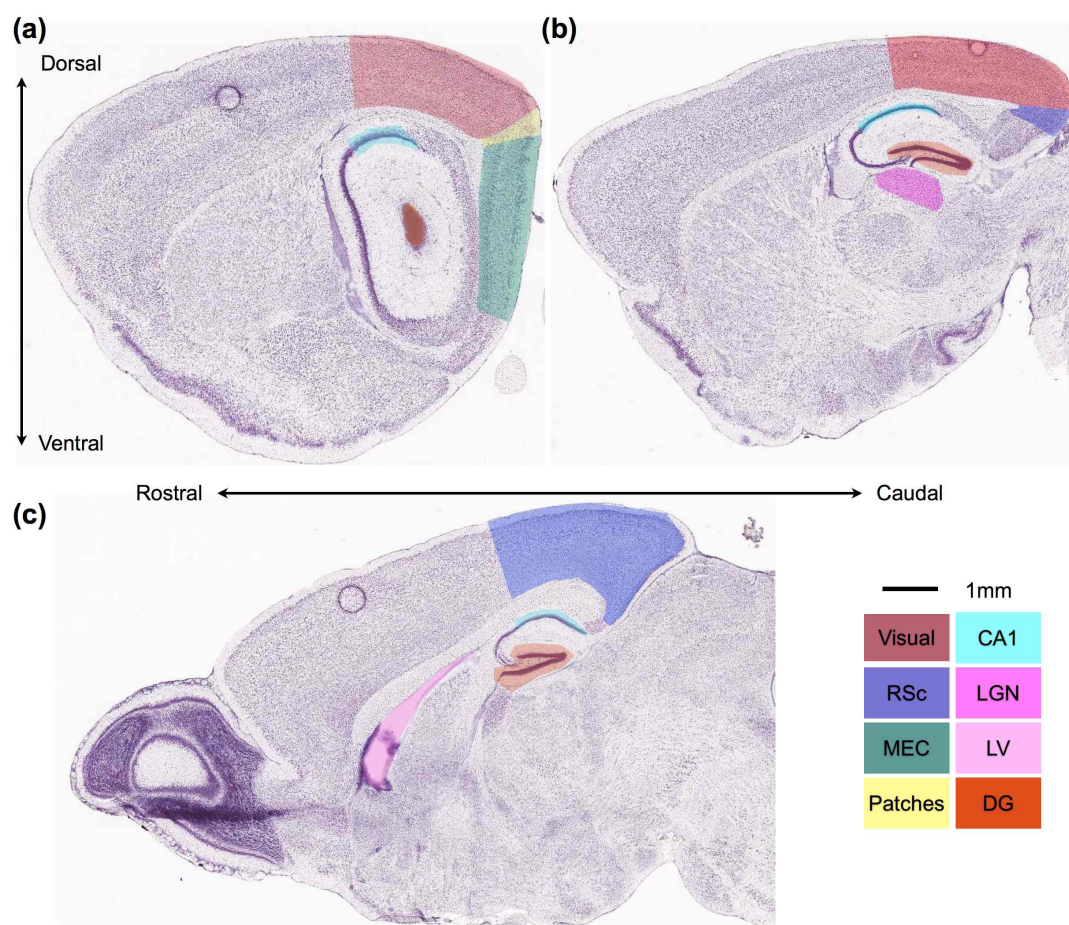 (a)
(b)
Dorsal
Ventral
Rostral
Caudal
(c)
1mm
Visual CA1
RSc LGN
MEC LV
Patches DG